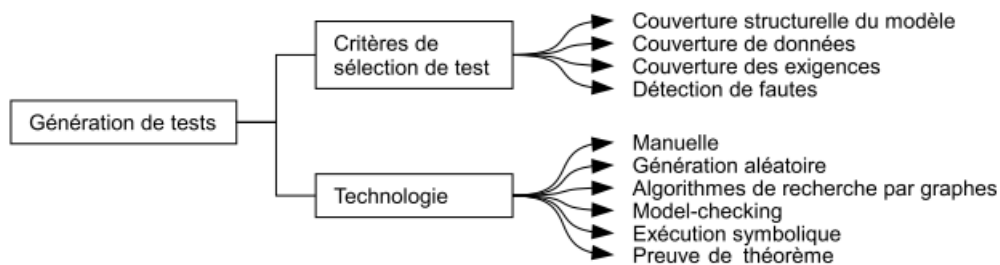 Génération de tests
Critères de
sélection de test
Couverture structurelle du modèle
Couverture de données
Couverture des exigences
Détection de fautes
Technologie
Manuelle
Génération aléatoire
Algorithmes de recherche par graphes
Model-checking
Exécution symbolique
Preuve de théorème